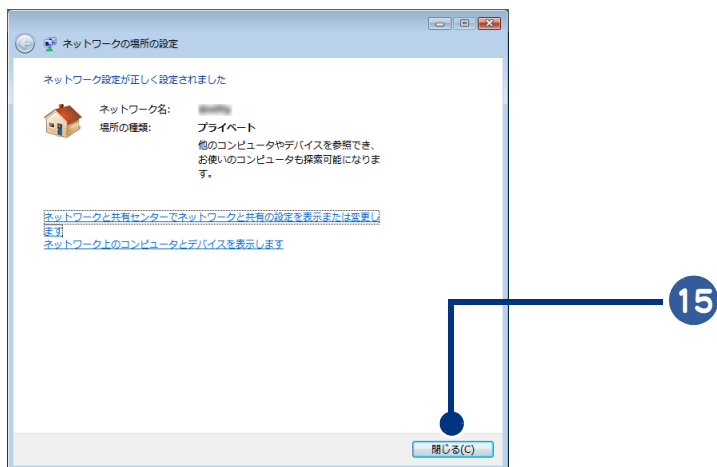 ネットワークの場所の設定
ネットワーク設定が正しく設定されました
ネットワーク名:
場所の種類: プライベート
他のコンピュータやデバイスを参照でき、
お使いのコンピュータも探索可能になりま
す。
ネットワークと共有センターでネットワークと共有の設定を表示または変更し
ます
ネットワーク上のコンピュータとデバイスを表示します
15
閉じる(C)